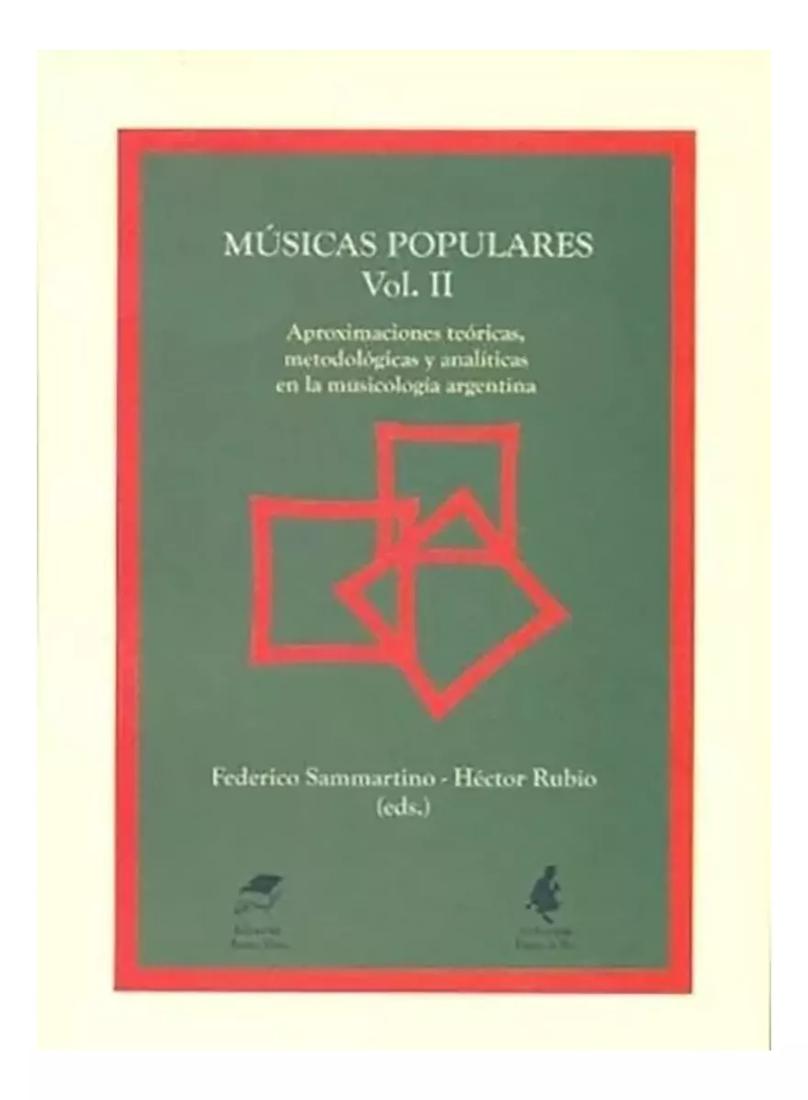 MÚSICAS POPULARES
Vol. II
Aproximaciones teóricas,
metodológicas y analíticas
en la musicología argentina
Federico Sammartino - Héctor Rubio
(eds.)